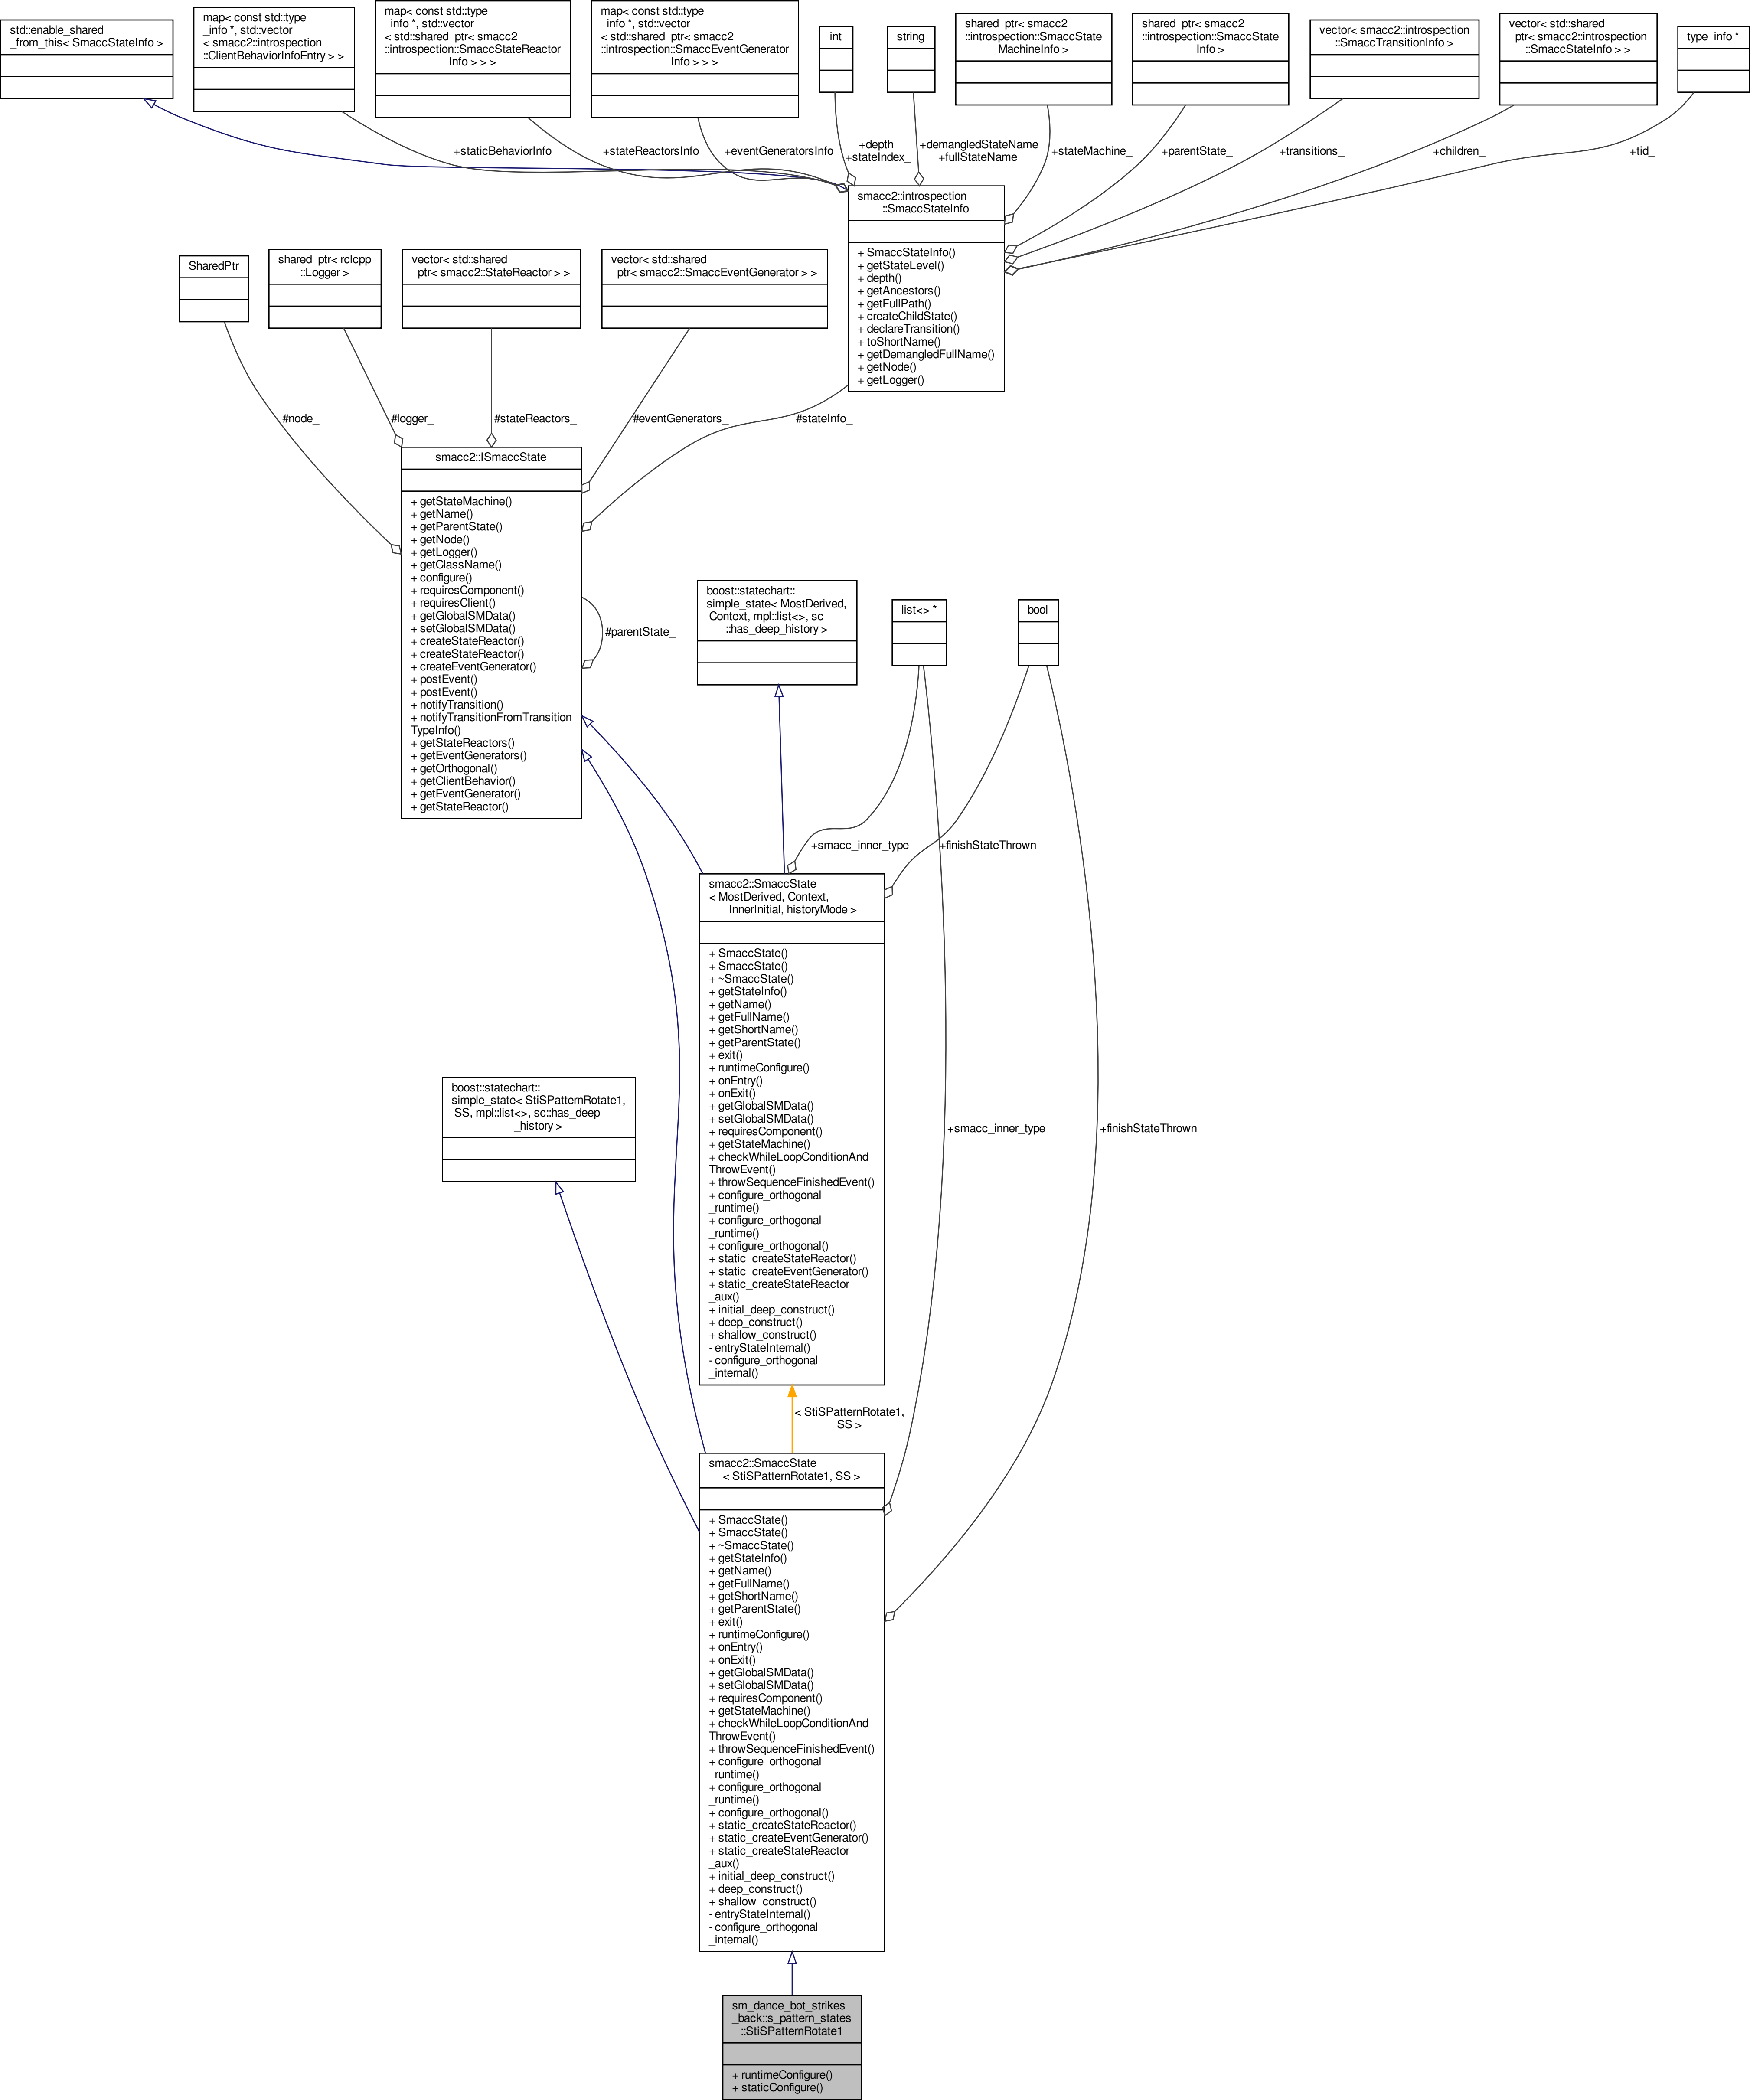 std::enable_shared
_from_this< SmaccStateInfo >
map< const std::type
_info *, std::vector
< smacc2::introspection
::ClientBehaviorInfoEntry > >
map< const std::type
_info *, std::vector
< std::shared_ptr< smacc2
::introspection::SmaccStateReactor
Info > > >
map< const std::type
_info *, std::vector
< std::shared_ptr< smacc2
::introspection::SmaccEventGenerator
Info > > >
int
string
shared_ptr< smacc2
::introspection::SmaccState
MachineInfo >
shared_ptr< smacc2
::introspection::SmaccState
Info >
vector< smacc2::introspection
::SmaccTransitionInfo >
vector< std::shared
_ptr< smacc2::introspection
::SmaccStateInfo > >
type_info *
+staticBehaviorInfo
+stateReactorsInfo
+eventGeneratorsInfo
+depth_
+stateIndex_
+demangledStateName
+fullStateName
+stateMachine_
+parentState_
+transitions_
+children_
+tid_
smacc2::introspection
::SmaccStateInfo
+ SmaccStateInfo()
+ getStateLevel()
+ depth()
+ getAncestors()
+ getFullPath()
+ createChildState()
+ declareTransition()
+ toShortName()
+ getDemangledFullName()
+ getNode()
+ getLogger()
SharedPtr
shared_ptr< rclcpp
::Logger >
vector< std::shared
_ptr< smacc2::StateReactor > >
vector< std::shared
_ptr< smacc2::SmaccEventGenerator > >
#node_
#logger_
#stateReactors_
#eventGenerators_
#stateInfo_
smacc2::ISmaccState
+ getStateMachine()
+ getName()
+ getParentState()
+ getNode()
+ getLogger()
+ getClassName()
+ configure()
+ requiresComponent()
+ requiresClient()
+ getGlobalSMData()
+ setGlobalSMData()
+ createStateReactor()
+ createStateReactor()
+ createEventGenerator()
+ postEvent()
+ postEvent()
+ notifyTransition()
+ notifyTransitionFromTransition
TypeInfo()
+ getStateReactors()
+ getEventGenerators()
+ getOrthogonal()
+ getClientBehavior()
+ getEventGenerator()
+ getStateReactor()
#parentState_
boost::statechart::
simple_state< MostDerived,
Context, mpl::list<>, sc
::has_deep_history >
list<> *
bool
+smacc_inner_type
+finishStateThrown
smacc2::SmaccState
< MostDerived, Context,
InnerInitial, historyMode >
+ SmaccState()
+ SmaccState()
+ ~SmaccState()
+ getStateInfo()
+ getName()
+ getFullName()
+ getShortName()
+ getParentState()
+ exit()
+ runtimeConfigure()
+ onEntry()
+ onExit()
+ getGlobalSMData()
+ setGlobalSMData()
+ requiresComponent()
+ getStateMachine()
+ checkWhileLoopConditionAnd
ThrowEvent()
+ throwSequenceFinishedEvent()
+ configure_orthogonal
_runtime()
+ configure_orthogonal
_runtime()
+ configure_orthogonal()
+ static_createStateReactor()
+ static_createEventGenerator()
+ static_createStateReactor
_aux()
+ initial_deep_construct()
+ deep_construct()
+ shallow_construct()
- entryStateInternal()
- configure_orthogonal
_internal()
boost::statechart::
simple_state< StiSPatternRotate1,
SS, mpl::list<>, sc::has_deep
_history >
+smacc_inner_type
+finishStateThrown
< StiSPatternRotate1,
SS >
smacc2::SmaccState
< StiSPatternRotate1, SS >
+ SmaccState()
+ SmaccState()
+ ~SmaccState()
+ getStateInfo()
+ getName()
+ getFullName()
+ getShortName()
+ getParentState()
+ exit()
+ runtimeConfigure()
+ onEntry()
+ onExit()
+ getGlobalSMData()
+ setGlobalSMData()
+ requiresComponent()
+ getStateMachine()
+ checkWhileLoopConditionAnd
ThrowEvent()
+ throwSequenceFinishedEvent()
+ configure_orthogonal
_runtime()
+ configure_orthogonal
_runtime()
+ configure_orthogonal()
+ static_createStateReactor()
+ static_createEventGenerator()
+ static_createStateReactor
_aux()
+ initial_deep_construct()
+ deep_construct()
+ shallow_construct()
- entryStateInternal()
- configure_orthogonal
_internal()
sm_dance_bot_strikes
_back::s_pattern_states
::StiSPatternRotate1
+ runtimeConfigure()
+ staticConfigure()